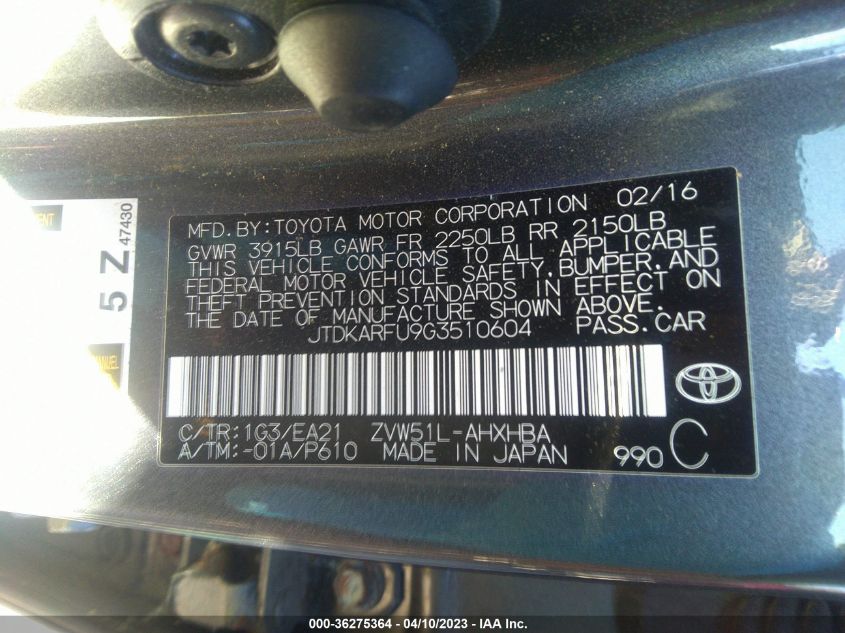 MFD.BY:TOYOTA MOTOR CORPORATION 02/16
GVWR 3915LB GAWR FR 2250LB RR 2150LB
THIS VEHICLE CONFORMS TO ALL APPLICABLE
FEDERAL MOTOR VEHICLE SAFETY,BUMPER,AND
THEFT PREVENTION STANDARDS IN EFFECT ON
THE DATE OF MANUFACTURE SHOWN ABOVE.
JTDKARFU9G3510604 PASS.CAR
C/TR:1G3/EA21 ZVW51L-AHXHBA
A/TM:-01A/P610 MADE IN JAPAN 990 C
5 Z 47430
000-36275364 - 04/10/2023 - IAA Inc.